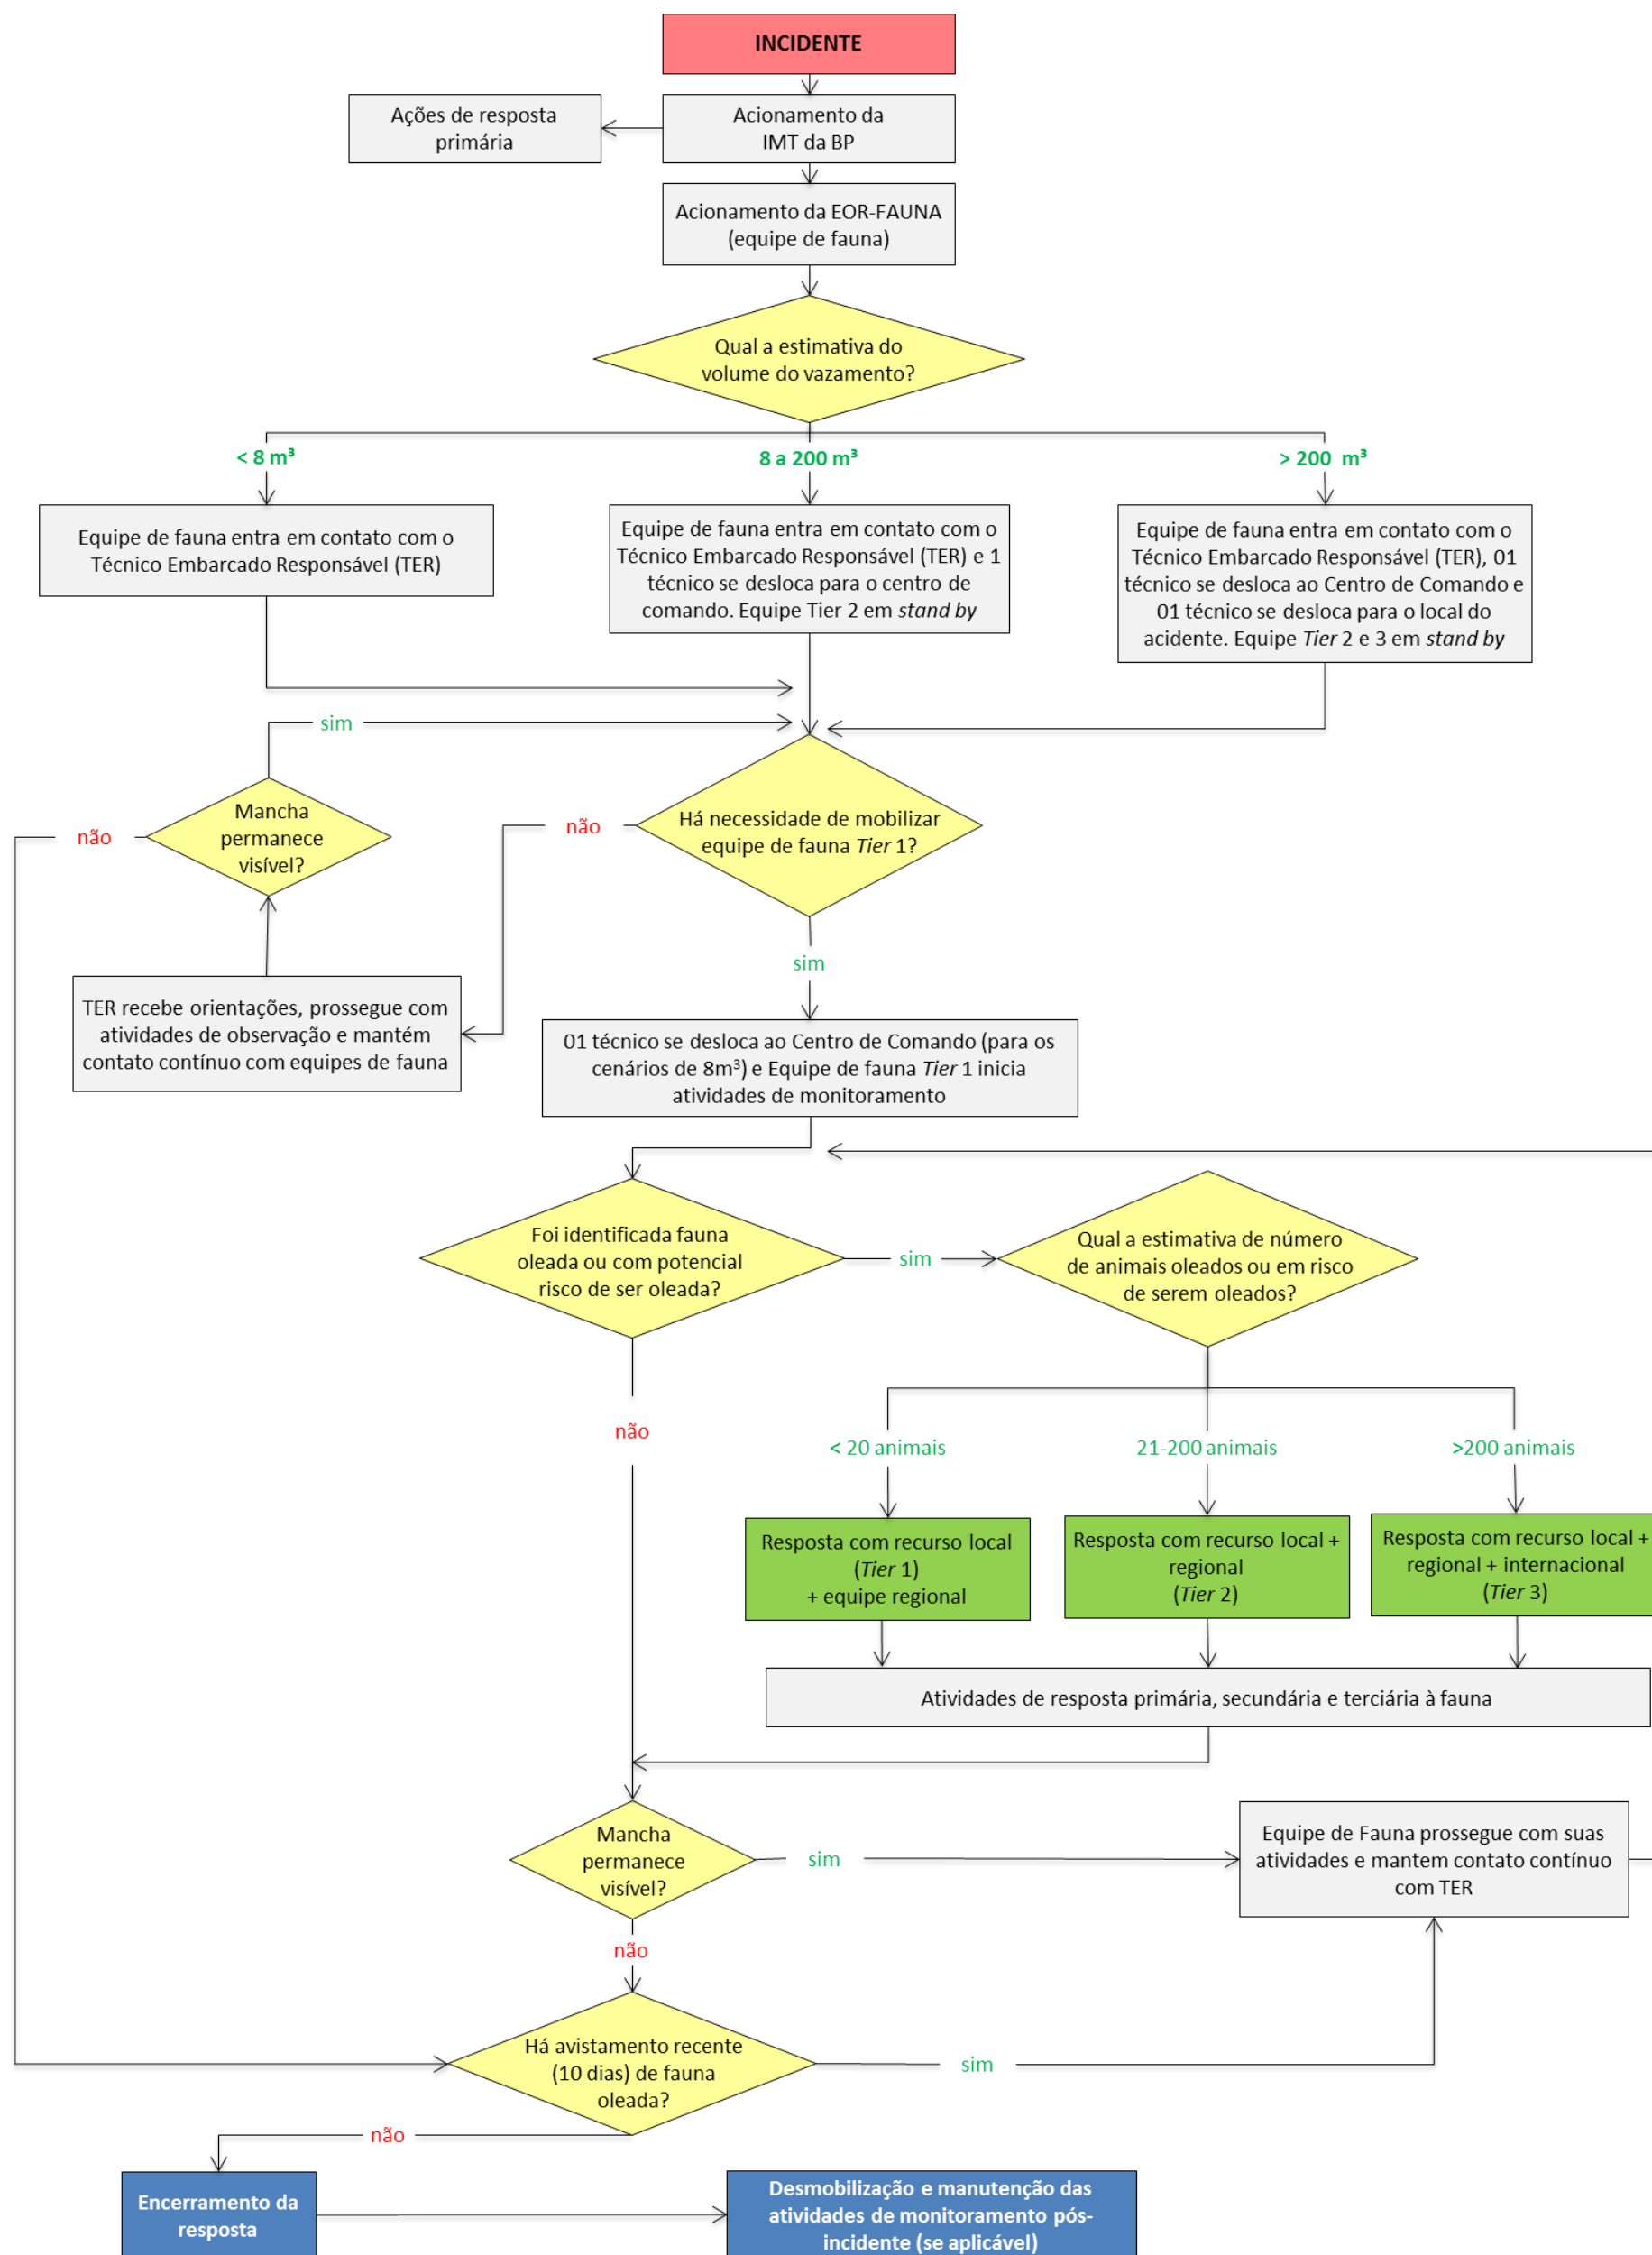 INCIDENTE
Ações de resposta
primária
Acionamento da
IMT da BP
Acionamento da EOR-FAUNA
(equipe de fauna)
Qual a estimativa do
volume do vazamento?
< 8 m³
8 a 200 m³
> 200 m³
Equipe de fauna entra em contato com o
Técnico Embarcado Responsável (TER)
Equipe de fauna entra em contato com o
Técnico Embarcado Responsável (TER) e 1
técnico se desloca para o centro de
comando. Equipe Tier 2 em stand by
Equipe de fauna entra em contato com o
Técnico Embarcado Responsável (TER), 01
técnico se desloca ao Centro de Comando e
01 técnico se desloca para o local do
acidente. Equipe Tier 2 e 3 em stand by
sim
Mancha
permanece
visível?
não
Há necessidade de mobilizar
equipe de fauna Tier 1?
não
sim
TER recebe orientações, prossegue com
atividades de observação e mantém
contato contínuo com equipes de fauna
01 técnico se desloca ao Centro de Comando (para os
cenários de 8m³) e Equipe de fauna Tier 1 inicia
atividades de monitoramento
Foi identificada fauna
oleada ou com potencial
risco de ser oleada?
sim
Qual a estimativa de número
de animais oleados ou em risco
de serem oleados?
não
< 20 animais
21-200 animais
>200 animais
Resposta com recurso local
(Tier 1)
+ equipe regional
Resposta com recurso local +
regional
(Tier 2)
Resposta com recurso local +
regional + internacional
(Tier 3)
Atividades de resposta primária, secundária e terciária à fauna
Mancha
permanece
visível?
sim
Equipe de Fauna prossegue com suas
atividades e mantem contato contínuo
com TER
não
Há avistamento recente
(10 dias) de fauna
oleada?
sim
não
Encerramento da
resposta
Desmobilização e manutenção das
atividades de monitoramento pós-
incidente (se aplicável)